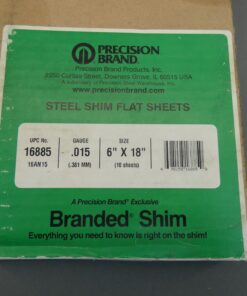 PRECISION
BRAND®
Precision Brand Products, Inc.
2250 Curtiss Street, Downers Grove, IL 60515 USA
A subsidiary of Precision Steel Warehouse, Inc.
www.precisionbrand.com
STEEL SHIM FLAT SHEETS
UPC No. GAUGE SIZE
16885 .015 6" X 18"
16AN15 (.381 MM) (10 sheets)
A Precision Brand® Exclusive
Branded® Shim
Everything you need to know is right on the shim!